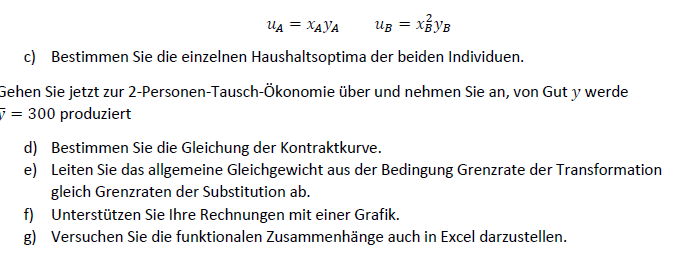 u_A = x_A y_A u_B = x_B^2 y_B
c) Bestimmen Sie die einzelnen Haushaltsoptima der beiden Individuen.
Gehen Sie jetzt zur 2-Personen-Tausch-Ökonomie über und nehmen Sie an, von Gut y werde
ȳ = 300 produziert
d) Bestimmen Sie die Gleichung der Kontraktkurve.
e) Leiten Sie das allgemeine Gleichgewicht aus der Bedingung Grenzrate der Transformation
gleich Grenzraten der Substitution ab.
f) Unterstützen Sie Ihre Rechnungen mit einer Grafik.
g) Versuchen Sie die funktionalen Zusammenhänge auch in Excel darzustellen.